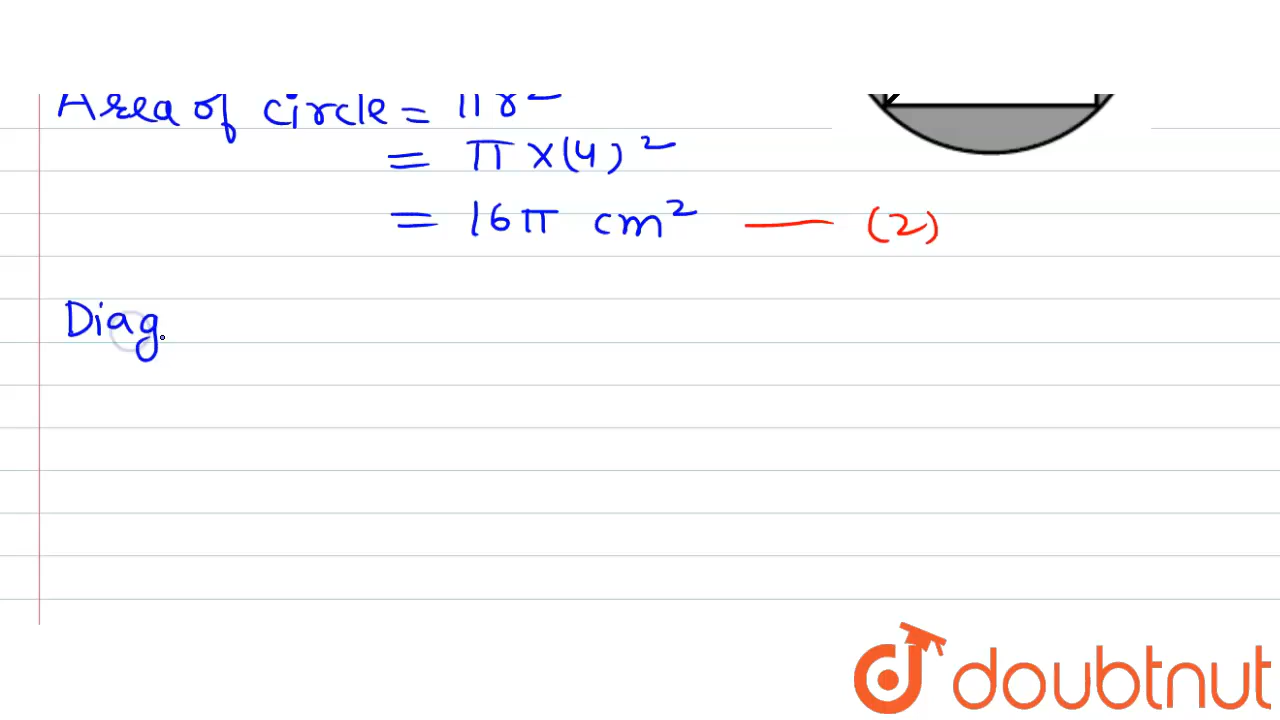 Area of circle = πr²
= π×(4)²
= 16π cm² — (2)
Diag
doubtnut